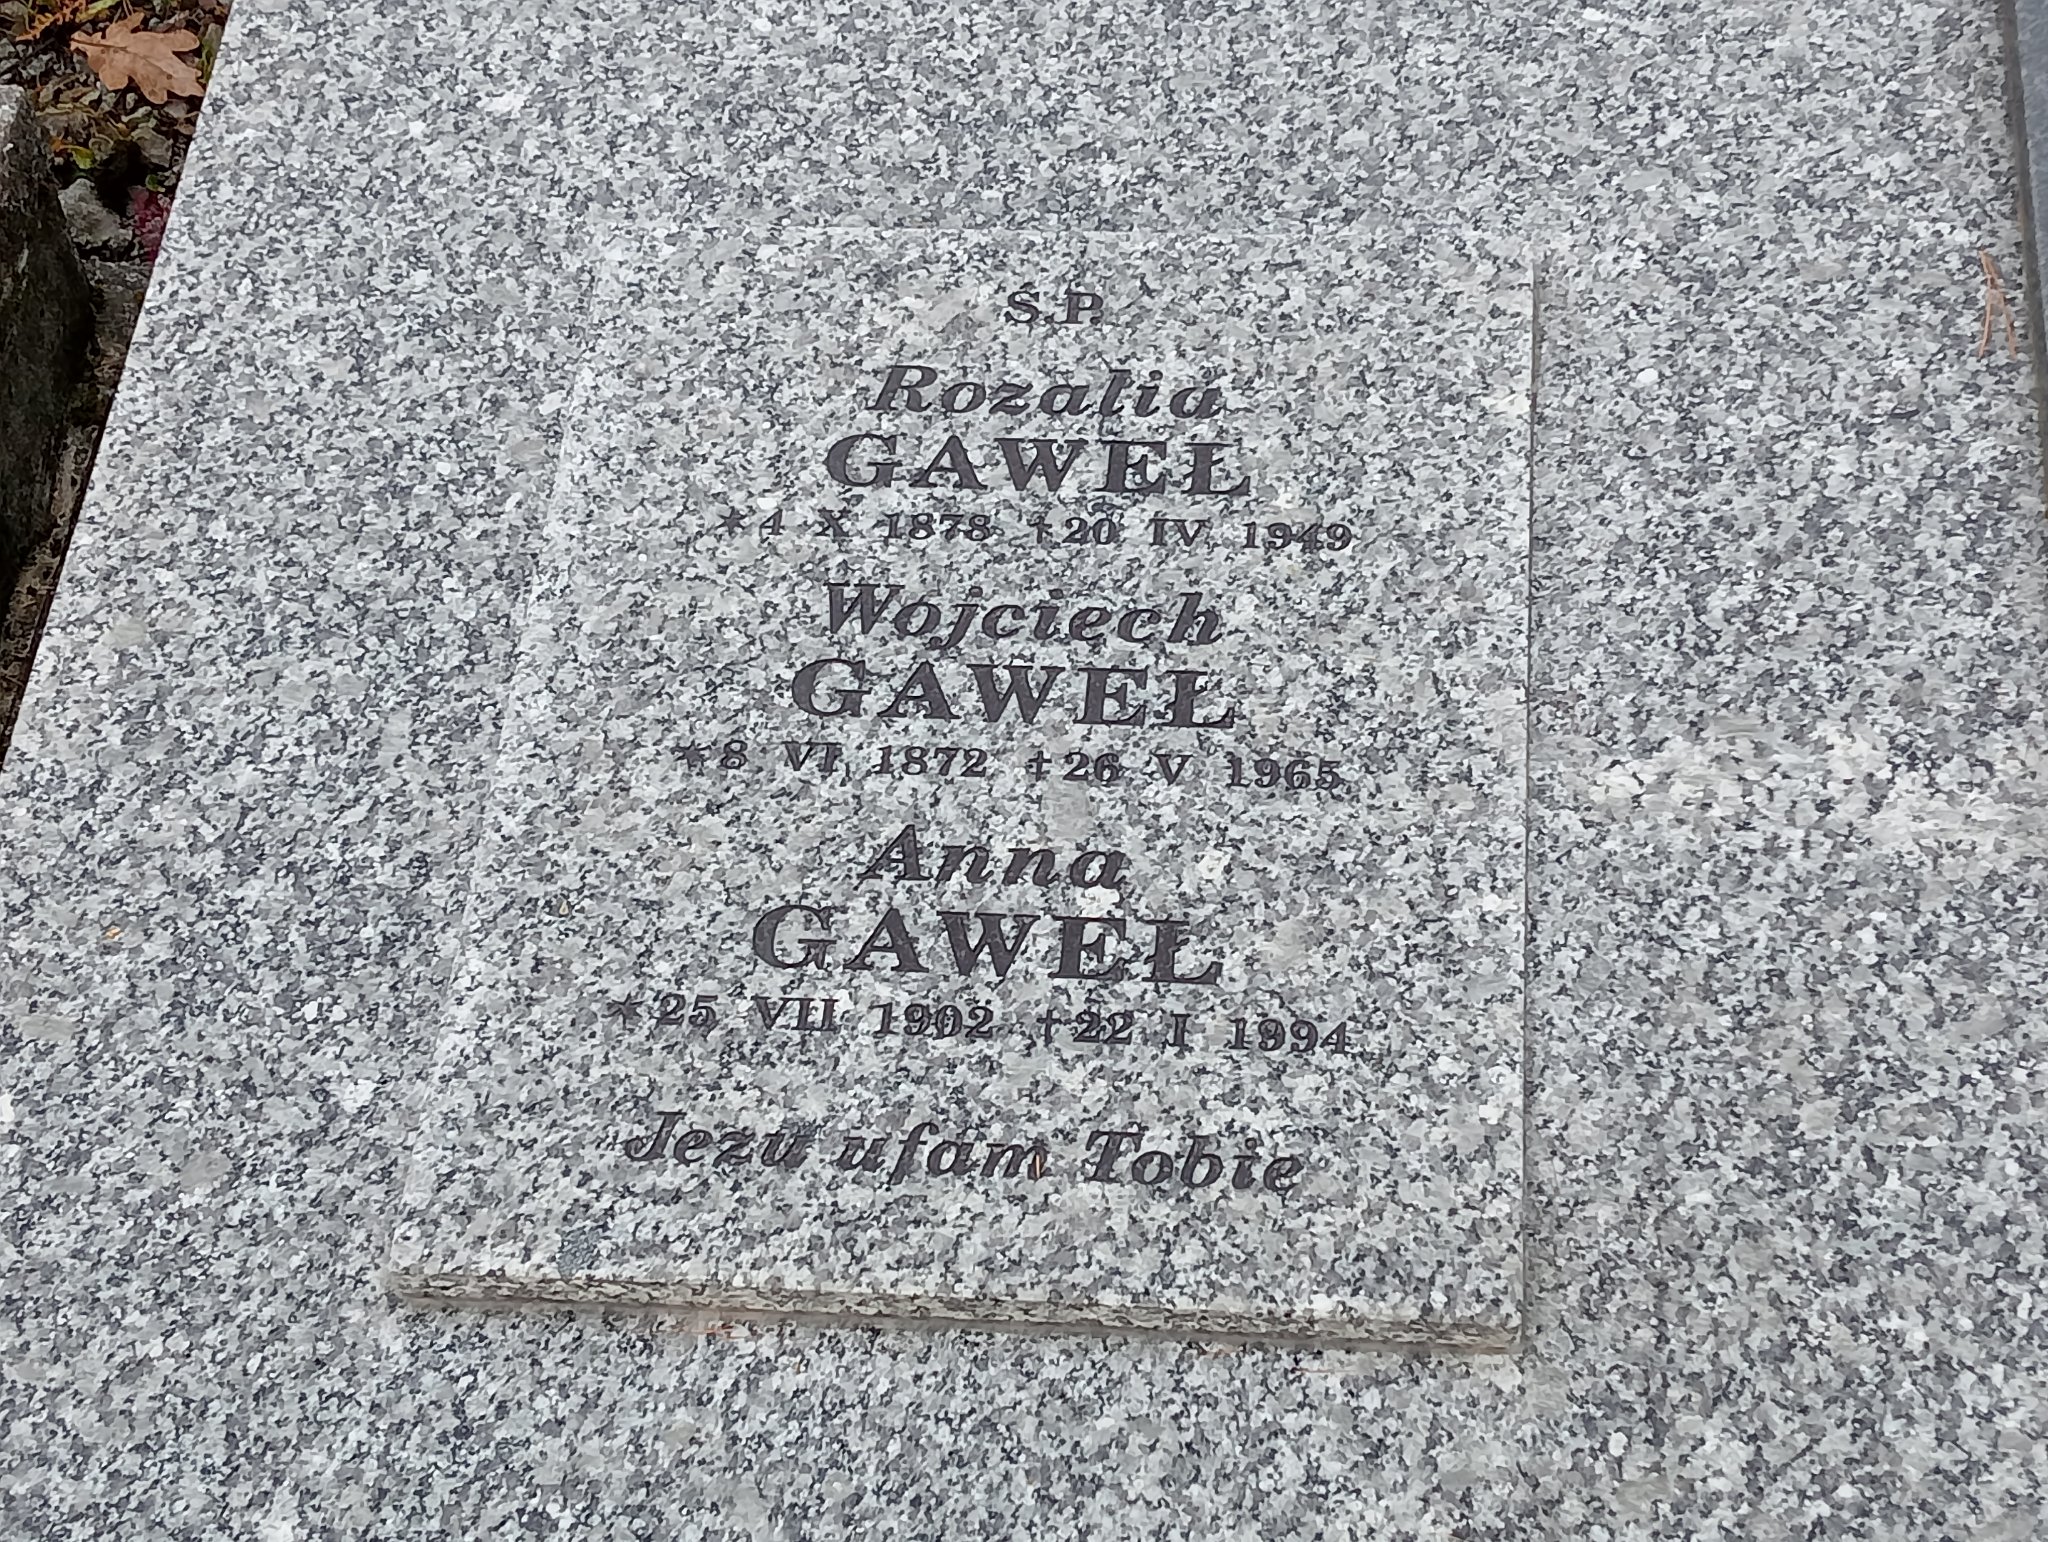 Ś.P.
Rozalia
GAWEŁ
★ 4 X 1878 † 20 IV 1949
Wojciech
GAWEŁ
★ 8 VI 1872 † 26 V 1965
Anna
GAWEŁ
★ 25 VII 1902 † 22 I 1994
Jezu ufam Tobie